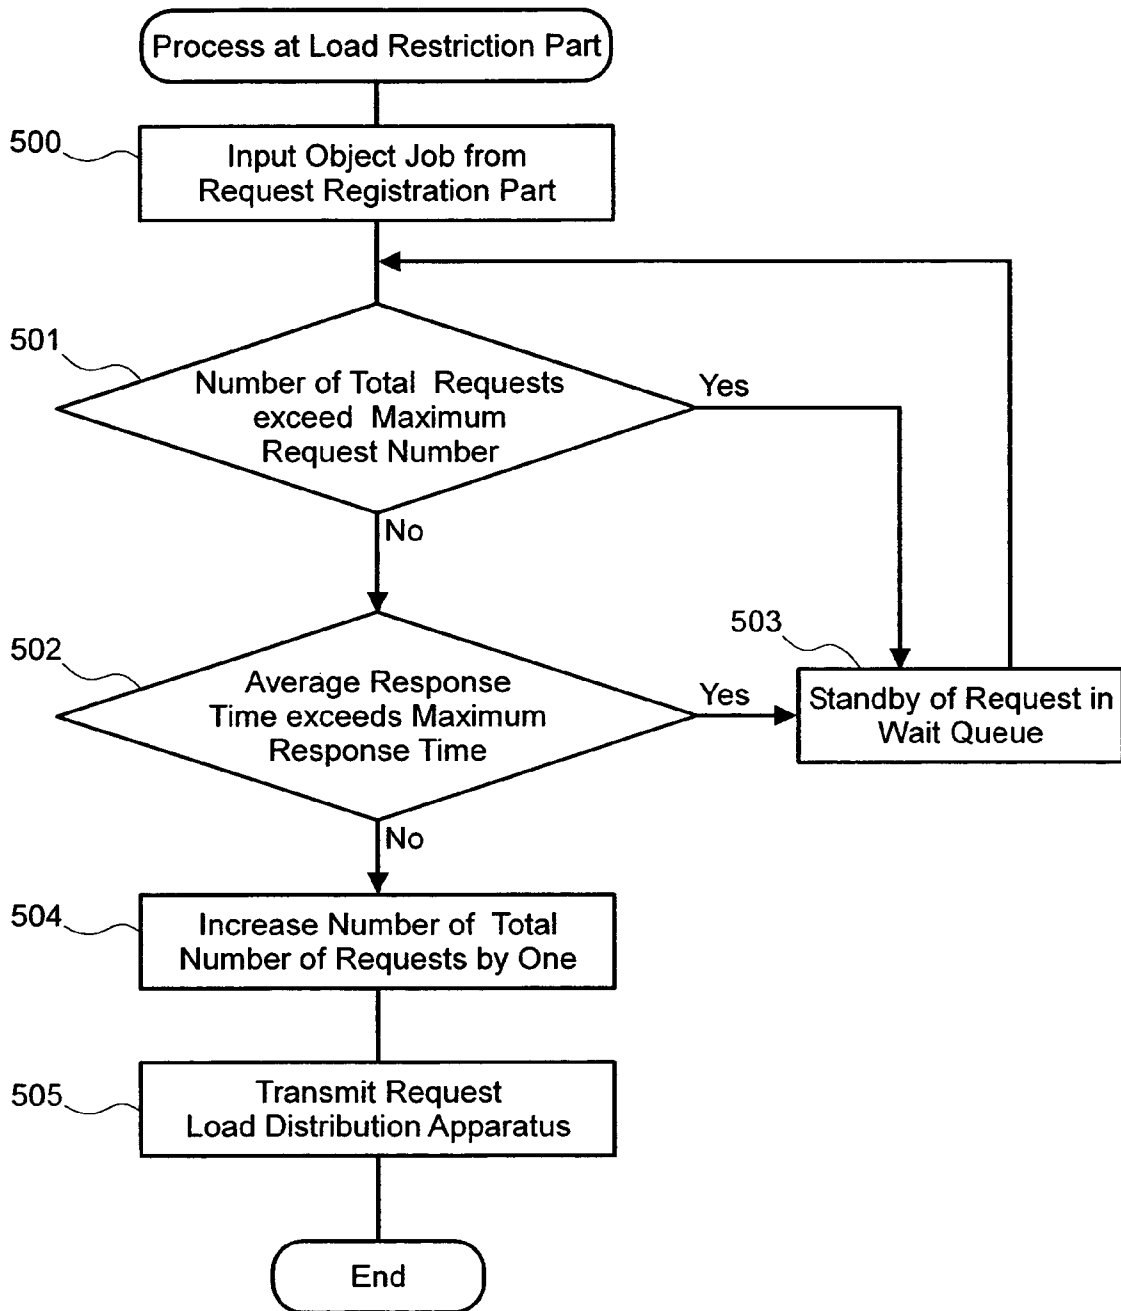 Process at Load Restriction Part
500
Input Object Job from
Request Registration Part
501
Number of Total Requests
exceed Maximum
Request Number
Yes
No
502
Average Response
Time exceeds Maximum
Response Time
Yes
503
Standby of Request in
Wait Queue
No
504
Increase Number of Total
Number of Requests by One
505
Transmit Request
Load Distribution Apparatus
End